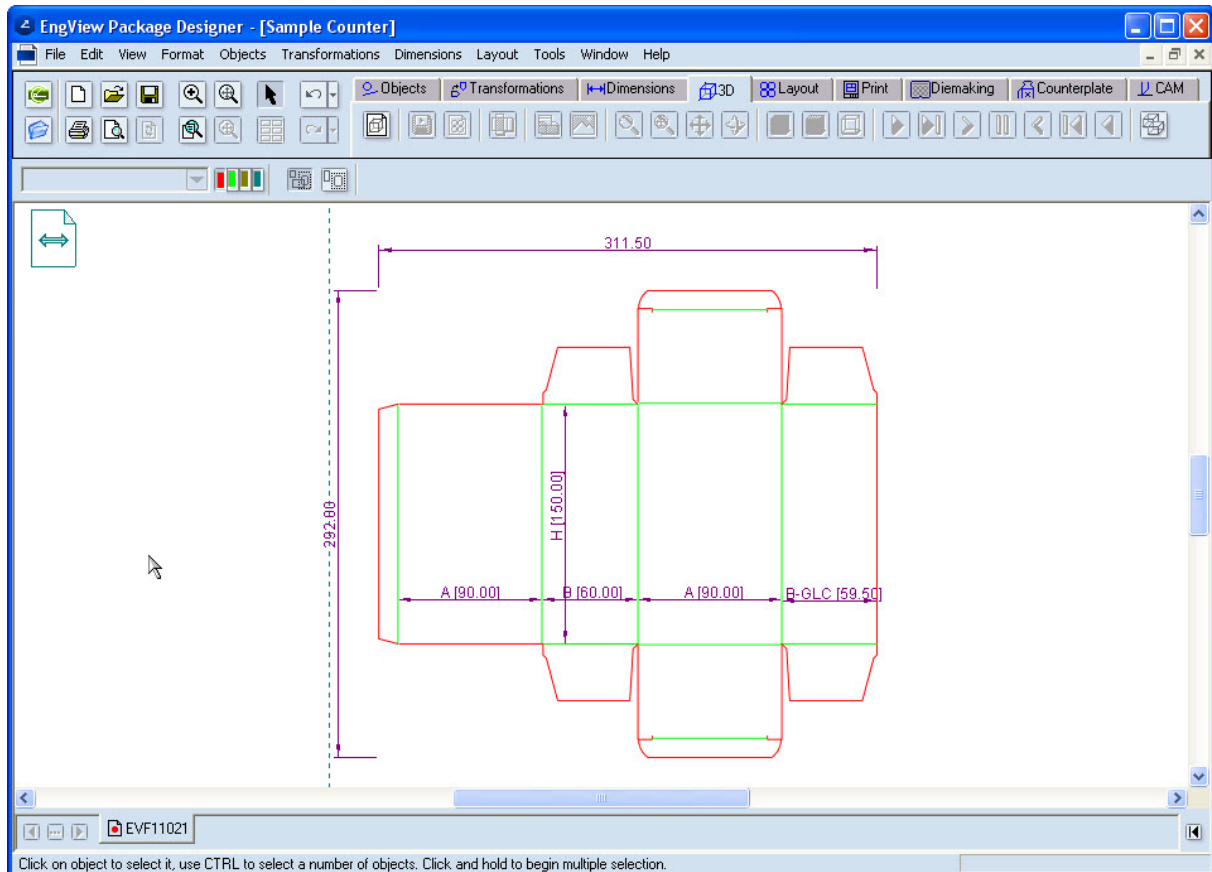 EngView Package Designer - [Sample Counter]
File Edit View Format Objects Transformations Dimensions Layout Tools Window Help
Objects Transformations Dimensions 3D Layout Print Diemaking Counterplate CAM
311.50
292.00
H [150.00]
A [90.00] B [60.00] A [90.00] B-GLC [59.50]
EVF11021
Click on object to select it, use CTRL to select a number of objects. Click and hold to begin multiple selection.